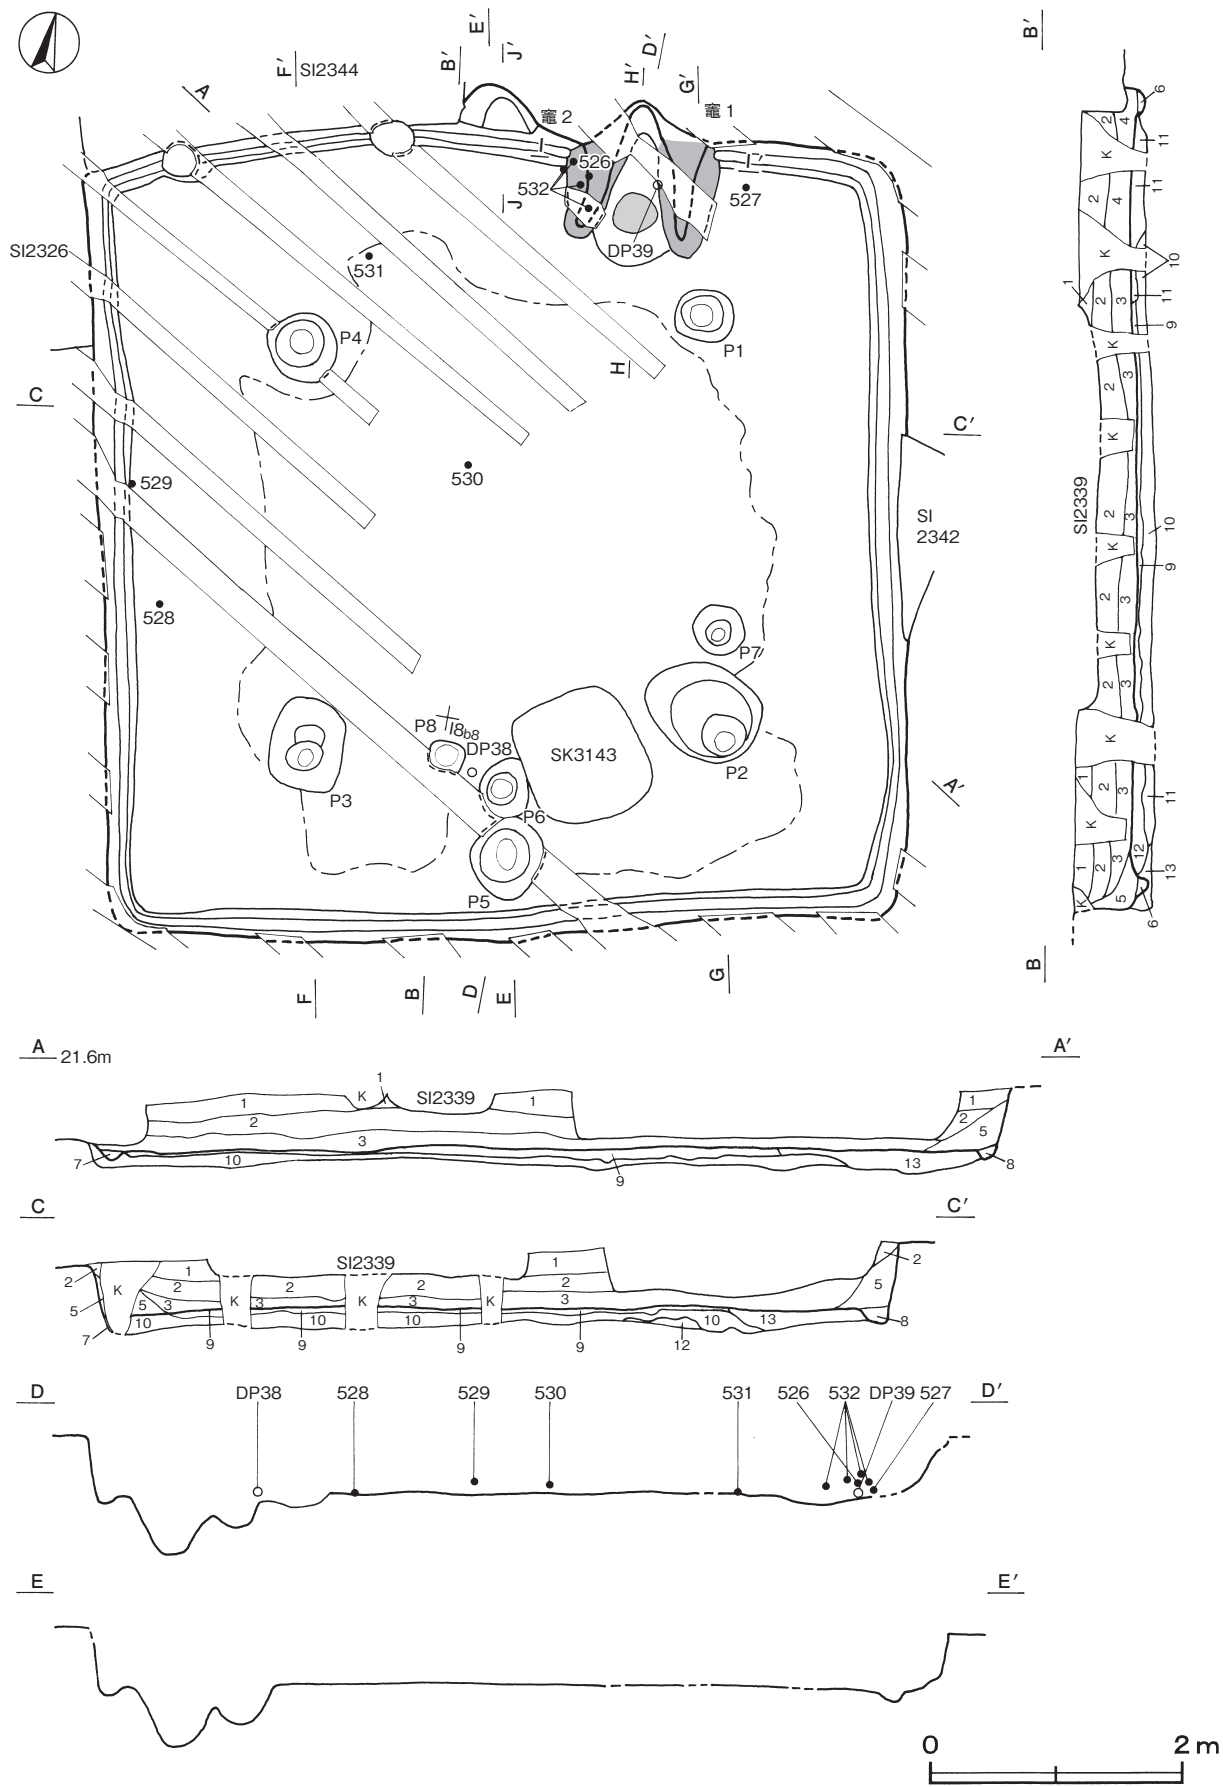 A
F′
SI2344
B′
E′
J′
H′
D′
G′
竈2
竈1
I
I′
526
532
527
J
DP39
SI2326
531
P4
P1
H
C
C′
529
530
SI
2342
528
P7
P8
I8b8
DP38
SK3143
P2
P3
P6
A′
P5
F
B
D
E
G
B′
6
2
4
11
K
11
2
4
K
10
1
2
3
11
9
K
2
3
K
SI2339
2
3
10
K
9
2
3
K
2
3
K
1
2
3
11
K
12
1
2
3
13
K
5
6
B
A 21.6m
A′
1
K
1
SI2339
1
2
2
3
5
7
10
9
13
8
C
C′
SI2339
2
K
1
2
5
5
3
K
2
3
K
2
3
K
1
2
3
5
2
7
10
9
10
9
10
9
9
12
10
13
8
D
DP38
528
529
530
531
526
532
DP39
527
D′
E
E′
0
2m